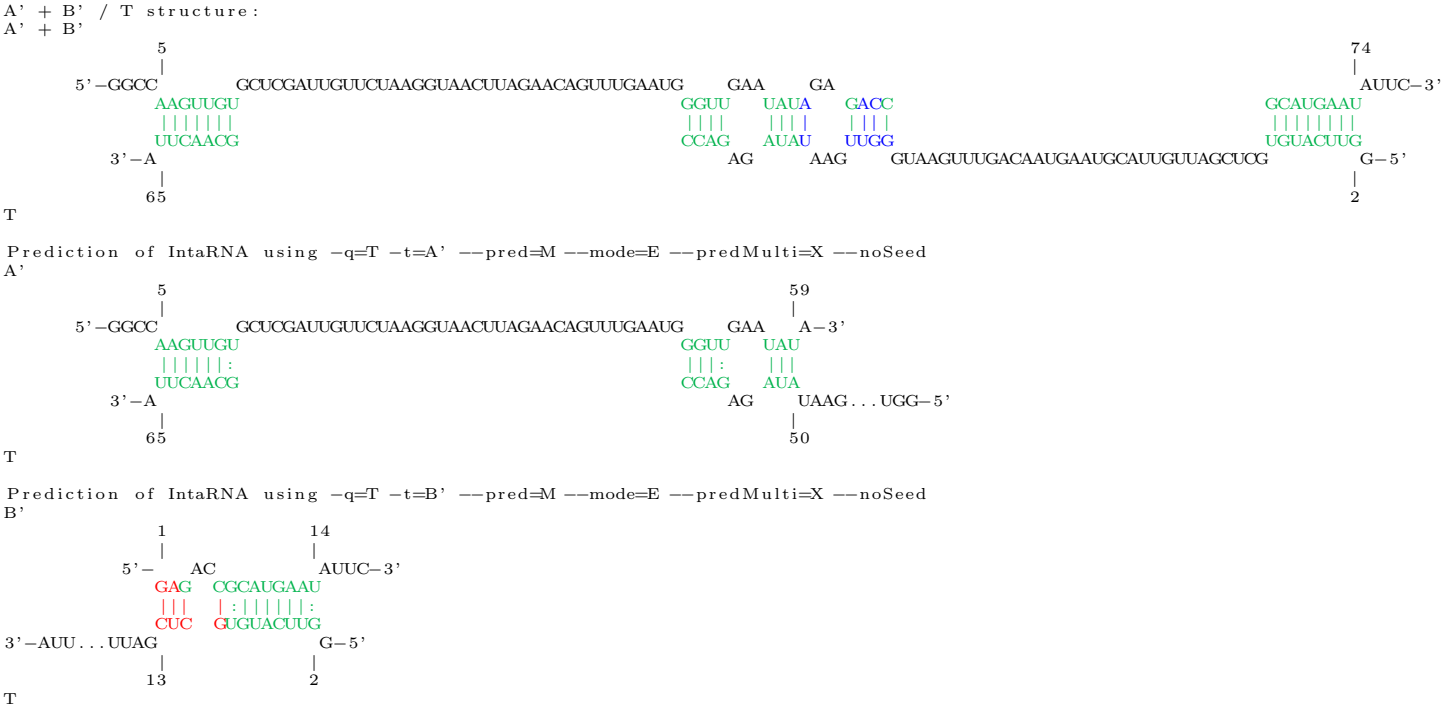 A' + B' / T structure:
A' + B'
5 74
| |
5'-GGCC GCUCGAUUGUUCUAAGGUAACUUAGAACAGUUUGAAUG GAA GA AUUC-3'
AAGUUGU GGUU UAUA GACC GCAUGAAU
||||||| |||| |||| |||| ||||||||
UUCAACG CCAG AUAU UUGG UGUACUUG
3'-A AG AAG GUAAGUUUGACAAUGAAUGCAUUGUUAGCUCG G-5'
| |
65 2
T
Prediction of IntaRNA using -q=T -t=A' --pred=M --mode=E --predMulti=X --noSeed
A'
5 59
| |
5'-GGCC GCUCGAUUGUUCUAAGGUAACUUAGAACAGUUUGAAUG GAA A-3'
AAGUUGU GGUU UAU
||||||: |||: |||
UUCAACG CCAG AUA
3'-A AG UAAG...UGG-5'
| |
65 50
T
Prediction of IntaRNA using -q=T -t=B' --pred=M --mode=E --predMulti=X --noSeed
B'
1 14
| |
5'- AC AUUC-3'
GAG CGCAUGAAU
||| |:||||||:
CUC GUGUACUUG
3'-AUU...UUAG G-5'
| |
13 2
T